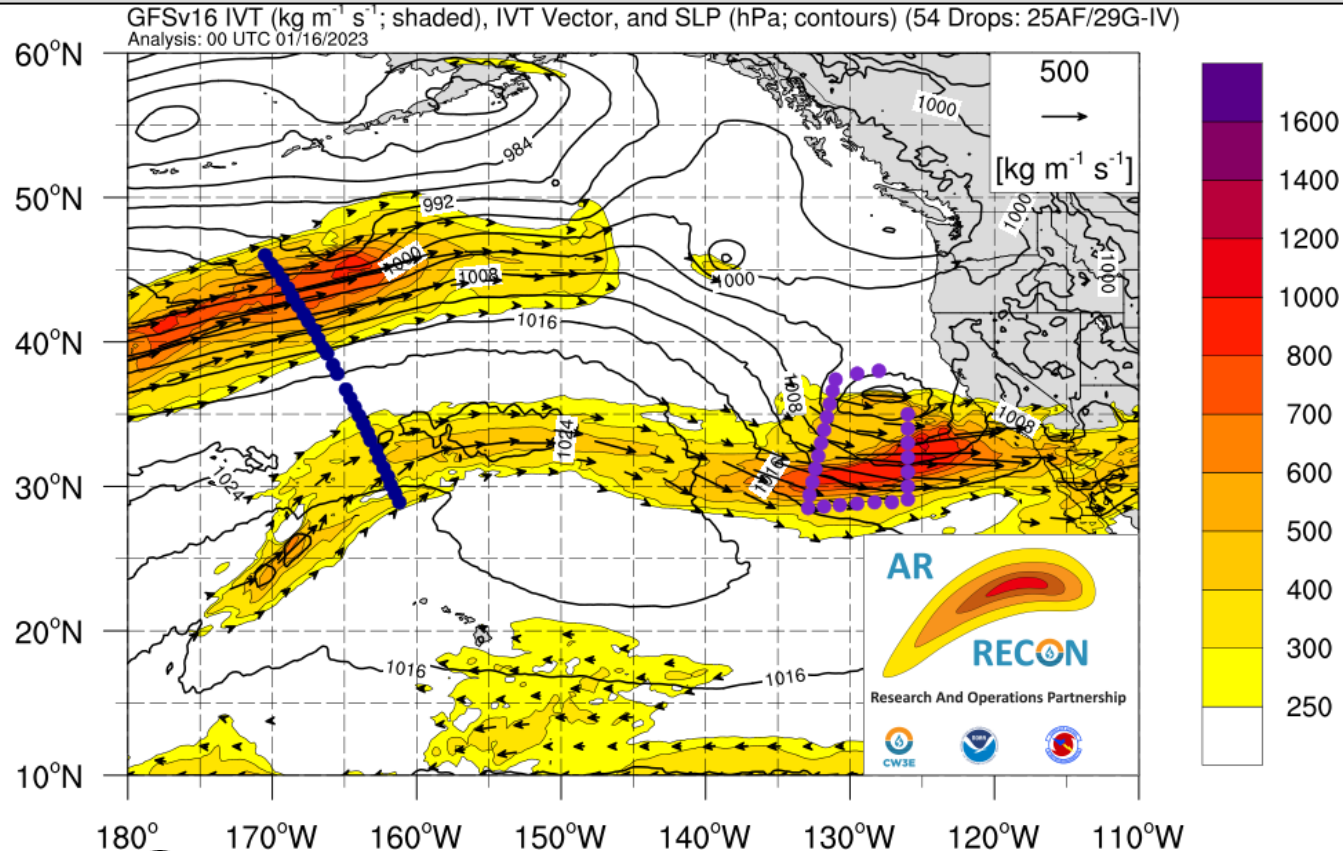 GFSv16 IVT (kg m⁻¹ s⁻¹; shaded), IVT Vector, and SLP (hPa; contours) (54 Drops: 25AF/29G-IV)
Analysis: 00 UTC 01/16/2023
60°N
50°N
40°N
30°N
20°N
10°N
180° 170°W 160°W 150°W 140°W 130°W 120°W 110°W
500
[kg m⁻¹ s⁻¹]
1000
984
992
1000
1000
1008
1000
1000
1016
1008
1008
1024
1016
1024
1016
1016
AR
RECON
Research And Operations Partnership
CW3E
NOAA
1600
1400
1200
1000
800
700
600
500
400
300
250